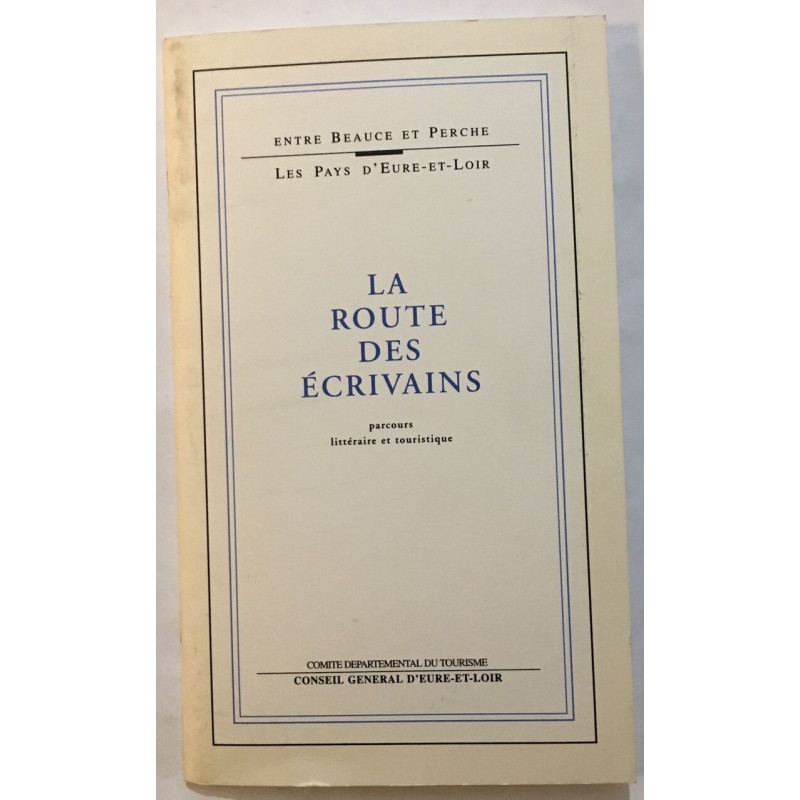 ENTRE BEAUCE ET PERCHE
LES PAYS D'EURE-ET-LOIR
LA
ROUTE
DES
ÉCRIVAINS
parcours
littéraire et touristique
COMITE DEPARTEMENTAL DU TOURISME
CONSEIL GENERAL D'EURE-ET-LOIR